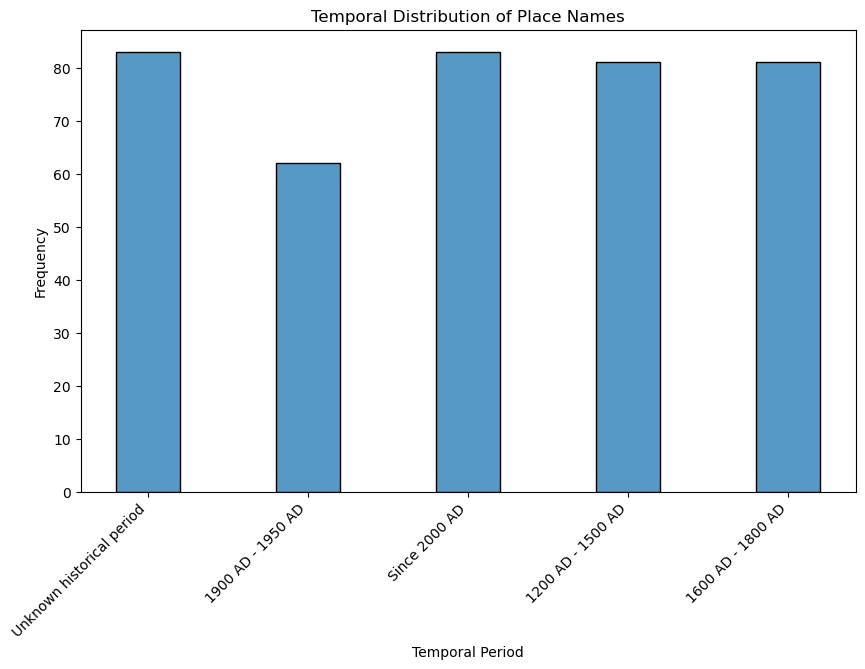 Temporal Distribution of Place Names
Frequency
80
70
60
50
40
30
20
10
0
Unknown historical period
1900 AD - 1950 AD
Since 2000 AD
1200 AD - 1500 AD
1600 AD - 1800 AD
Temporal Period